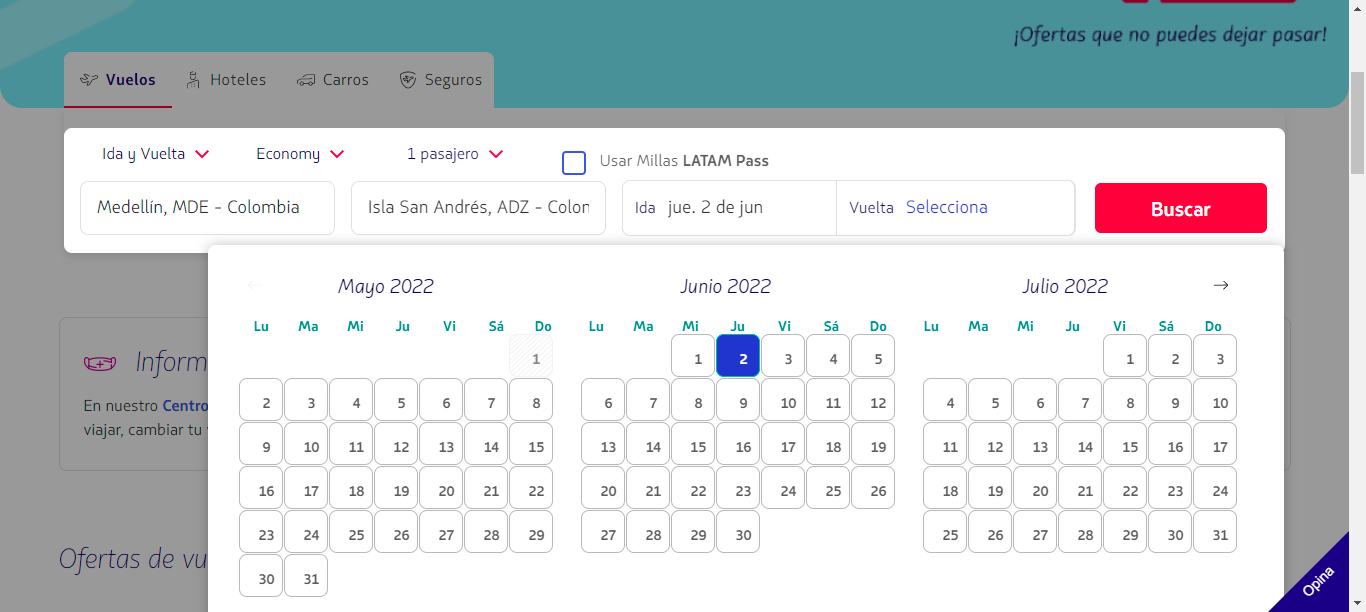 ¡Ofertas que no puedes dejar pasar!
Vuelos Hoteles Carros Seguros
Ida y Vuelta Economy 1 pasajero Usar Millas LATAM Pass
Medellín, MDE - Colombia Isla San Andrés, ADZ - Colon Ida jue. 2 de jun Vuelta Selecciona Buscar
Mayo 2022
Lu Ma Mi Ju Vi Sá Do
1
2 3 4 5 6 7 8
9 10 11 12 13 14 15
16 17 18 19 20 21 22
23 24 25 26 27 28 29
30 31
Junio 2022
Lu Ma Mi Ju Vi Sá Do
1 2 3 4 5
6 7 8 9 10 11 12
13 14 15 16 17 18 19
20 21 22 23 24 25 26
27 28 29 30
Julio 2022
Lu Ma Mi Ju Vi Sá Do
1 2 3
4 5 6 7 8 9 10
11 12 13 14 15 16 17
18 19 20 21 22 23 24
25 26 27 28 29 30 31
Inform
En nuestro Centro
viajar, cambiar tu
Ofertas de vu
Opina